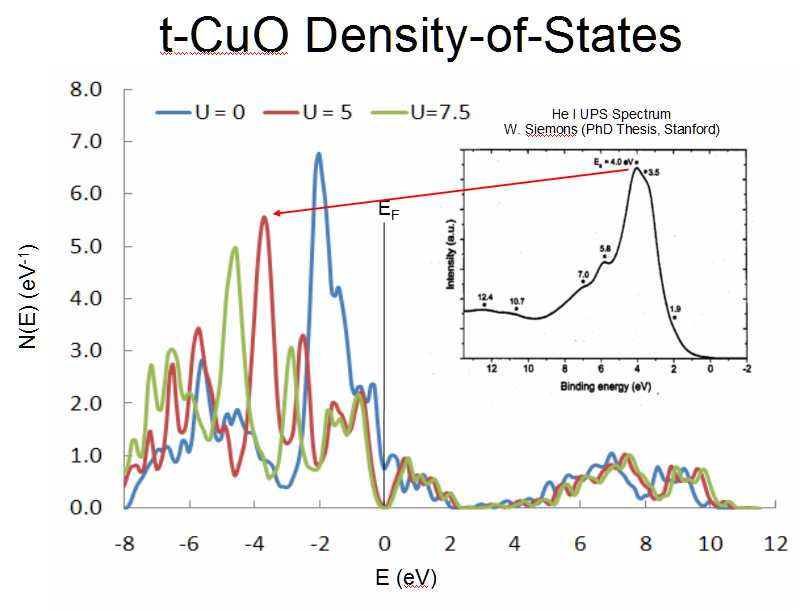 t-CuO Density-of-States
U = 0 U = 5 U=7.5
He I UPS Spectrum
W. Siemons (PhD Thesis, Stanford)
8.0
7.0
6.0
5.0
4.0
3.0
2.0
1.0
0.0
N(E) (eV-1)
-8 -6 -4 -2 0 2 4 6 8 10 12
E (eV)
EF
Intensity (a.u.)
4.0 eV
3.5
5.8
7.0
12.4
10.7
1.9
12 10 8 6 4 2 0 -2
Binding energy (eV)